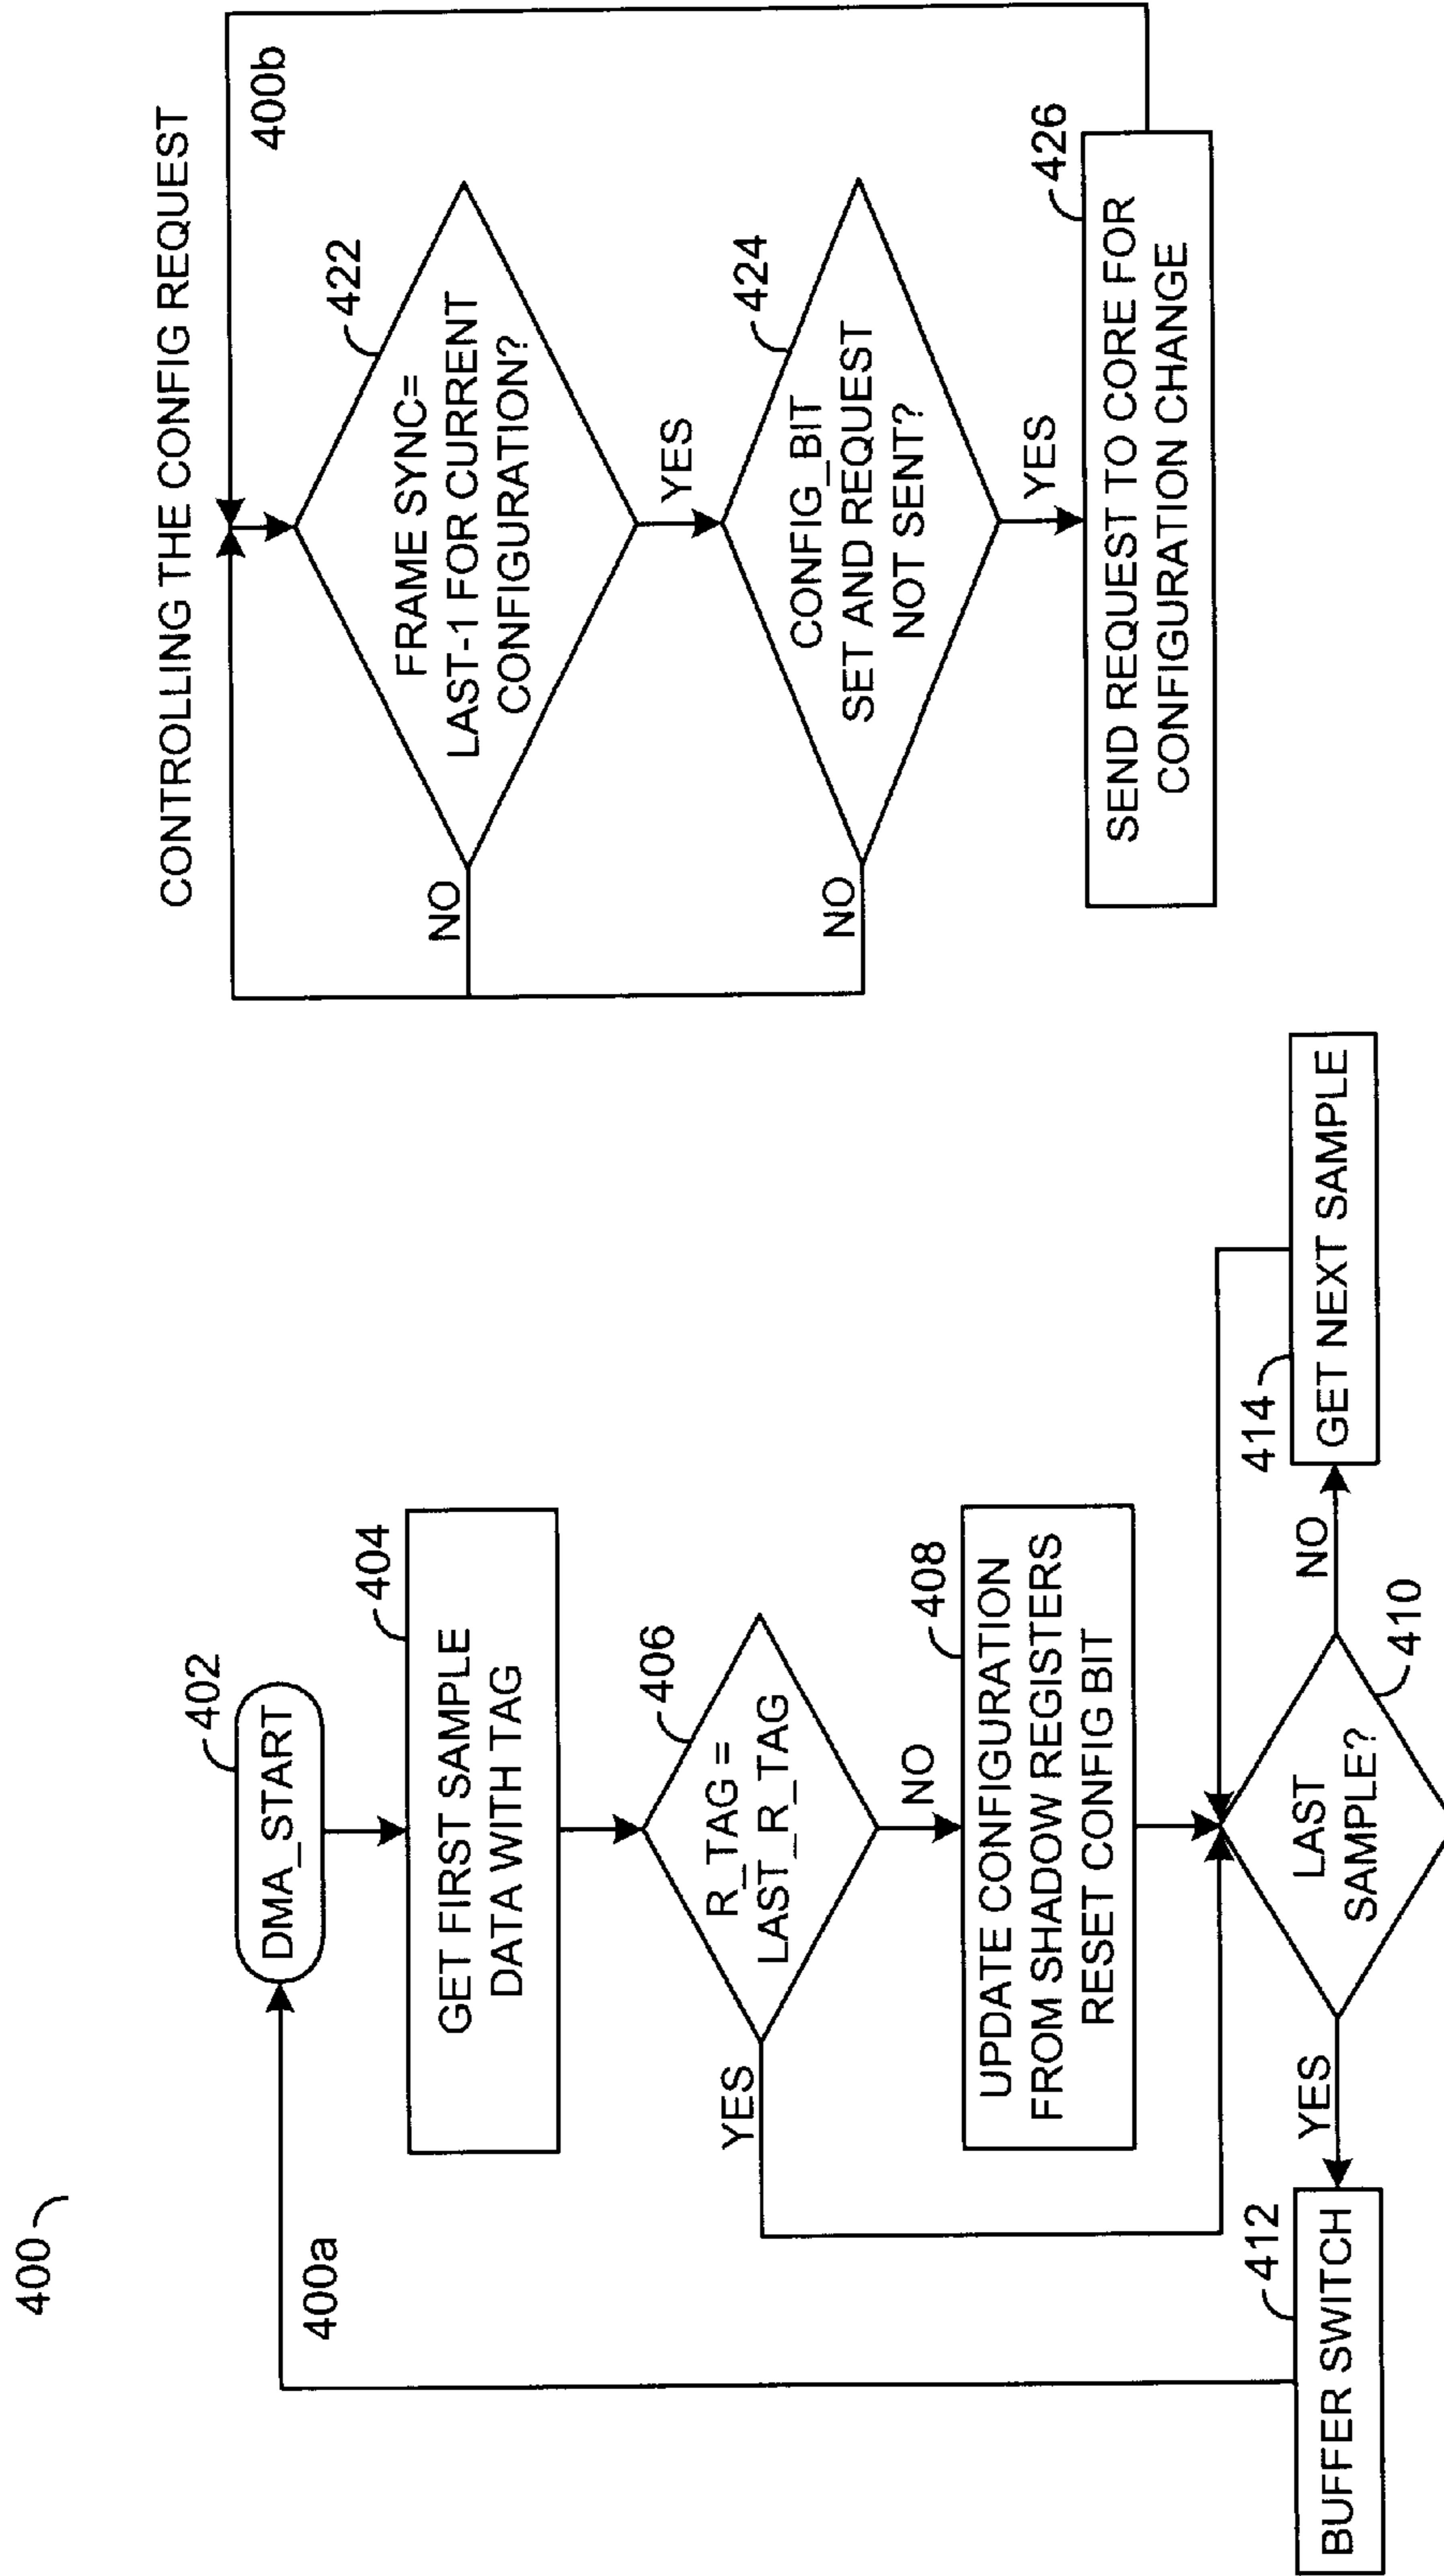 400
400a
402
DMA_START
404
GET FIRST SAMPLE
DATA WITH TAG
406
R_TAG =
LAST_R_TAG
YES
NO
408
UPDATE CONFIGURATION
FROM SHADOW REGISTERS
RESET CONFIG BIT
412
BUFFER SWITCH
YES
LAST
SAMPLE?
410
NO
414
GET NEXT SAMPLE
CONTROLLING THE CONFIG REQUEST
400b
422
FRAME SYNC=
LAST-1 FOR CURRENT
CONFIGURATION?
NO
YES
424
CONFIG_BIT
SET AND REQUEST
NOT SENT?
NO
YES
426
SEND REQUEST TO CORE FOR
CONFIGURATION CHANGE